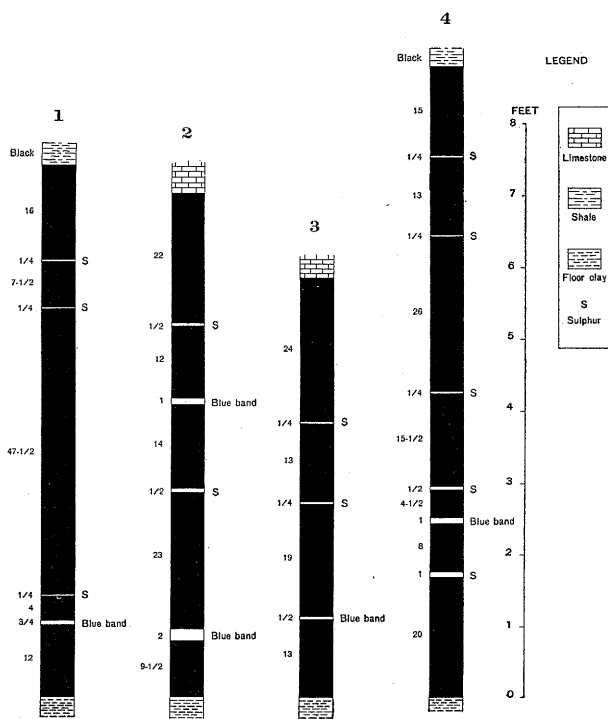 1
Black
16
1/4 S
7-1/2
1/4 S
47-1/2
1/4 S
4
3/4 Blue band
12
2
22
1/2 S
12
1 Blue band
14
1/2 S
23
2 Blue band
9-1/2
3
24
1/4 S
13
1/4 S
19
1/2 Blue band
13
4
Black
15
1/4 S
13
1/4 S
26
1/4 S
15-1/2
1/2 S
4-1/2
1 Blue band
8
1 S
20
FEET
8
7
6
5
4
3
2
1
0
LEGEND
Limestone
Shale
Floor clay
S
Sulphur